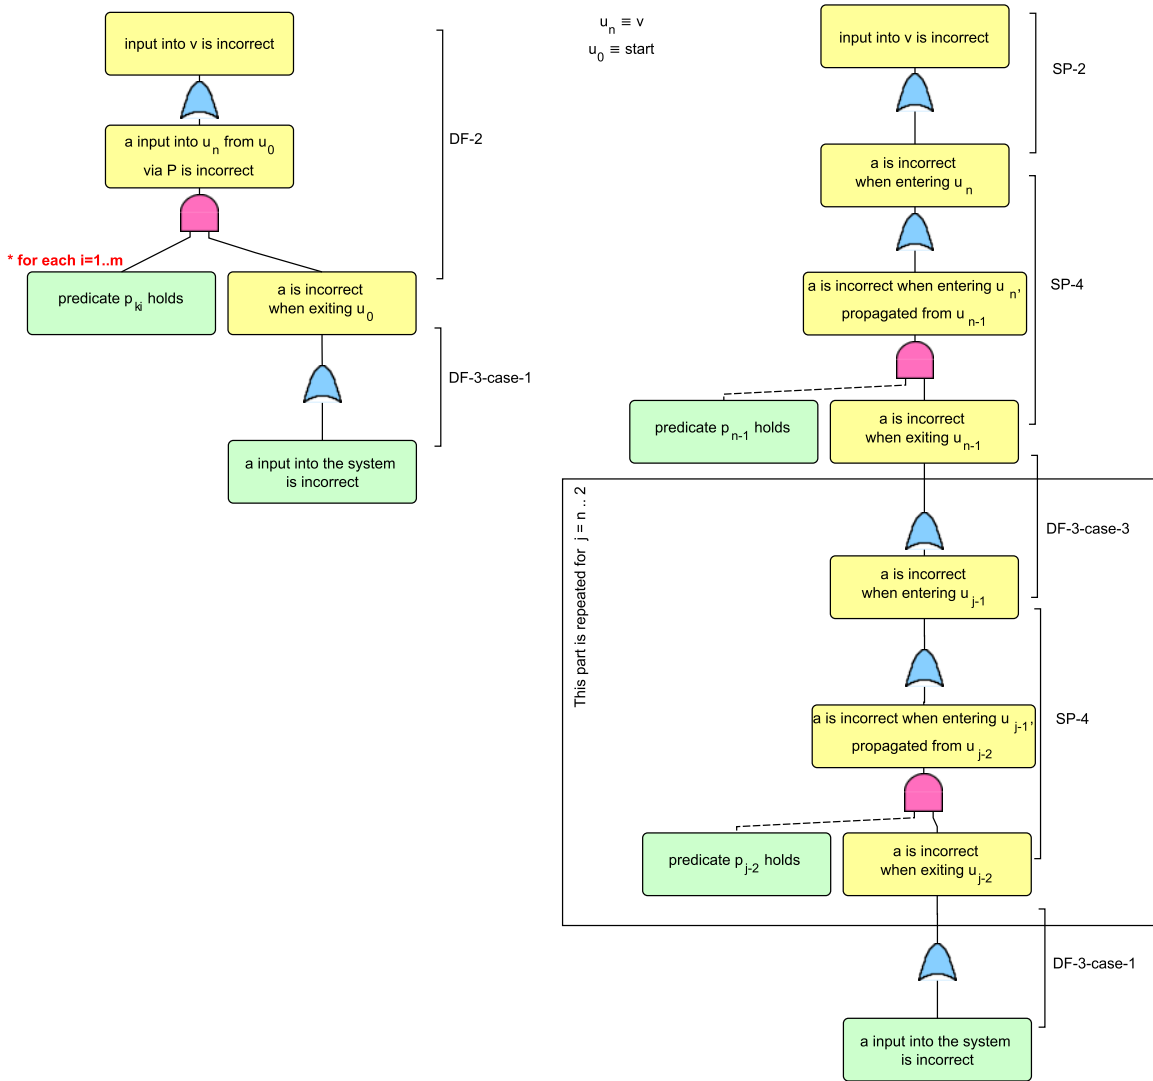 input into v is incorrect
a input into u_n from u_0
via P is incorrect
DF-2
* for each i=1..m
predicate p_ki holds
a is incorrect
when exiting u_0
DF-3-case-1
a input into the system
is incorrect
u_n ≡ v
u_0 ≡ start
input into v is incorrect
SP-2
a is incorrect
when entering u_n
a is incorrect when entering u_n,
propagated from u_n-1
SP-4
predicate p_n-1 holds
a is incorrect
when exiting u_n-1
This part is repeated for j = n .. 2
DF-3-case-3
a is incorrect
when entering u_j-1
a is incorrect when entering u_j-1,
propagated from u_j-2
SP-4
predicate p_j-2 holds
a is incorrect
when exiting u_j-2
DF-3-case-1
a input into the system
is incorrect